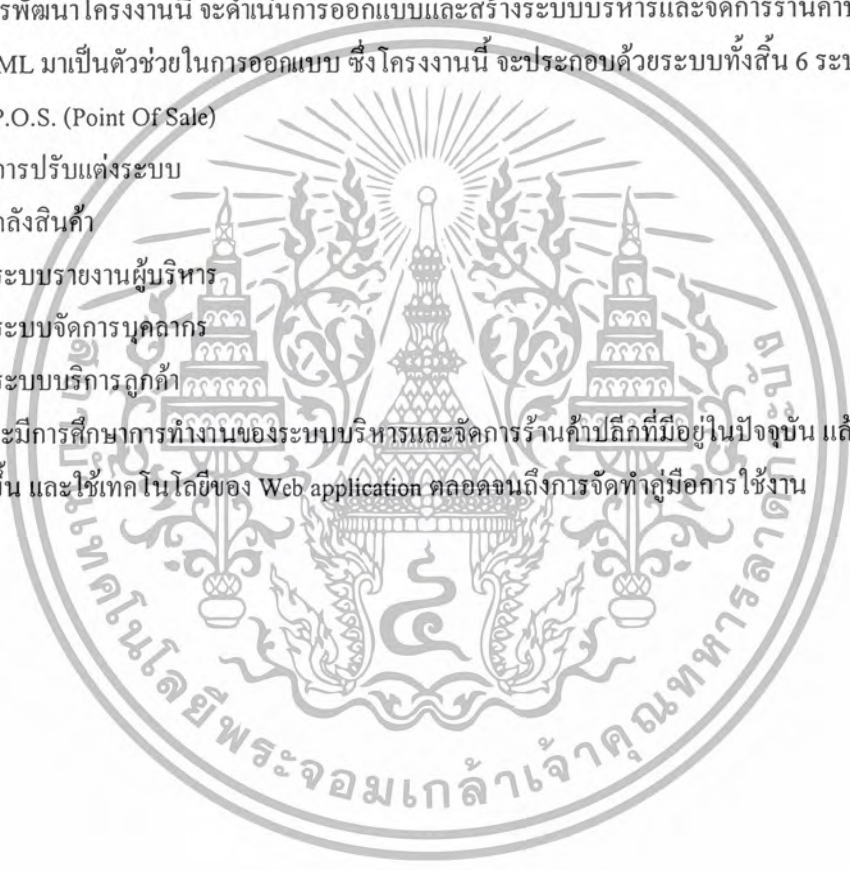 รพัฒนาโครงงานนี้ จะดำเนินการออกแบบและสร้างระบบบริหารและจัดการร้านค้าป
ML มาเป็นตัวช่วยในการออกแบบ ซึ่งโครงงานนี้ จะประกอบด้วยระบบทั้งสิ้น 6 ระบ
P.O.S. (Point Of Sale)
การปรับแต่งระบบ
คลังสินค้า
ระบบรายงานผู้บริหาร
ระบบจัดการบุคลากร
ระบบบริการลูกค้า
ะมีการศึกษาการทำงานของระบบบริหารและจัดการร้านค้าปลีกที่มีอยู่ในปัจจุบัน แล้
ขึ้น และใช้เทคโนโลยีของ Web application ตลอดจนถึงการจัดทำคู่มือการใช้งาน
สถาบันเทคโนโลยีพระจอมเกล้าเจ้าคุณทหารลาดกระบัง